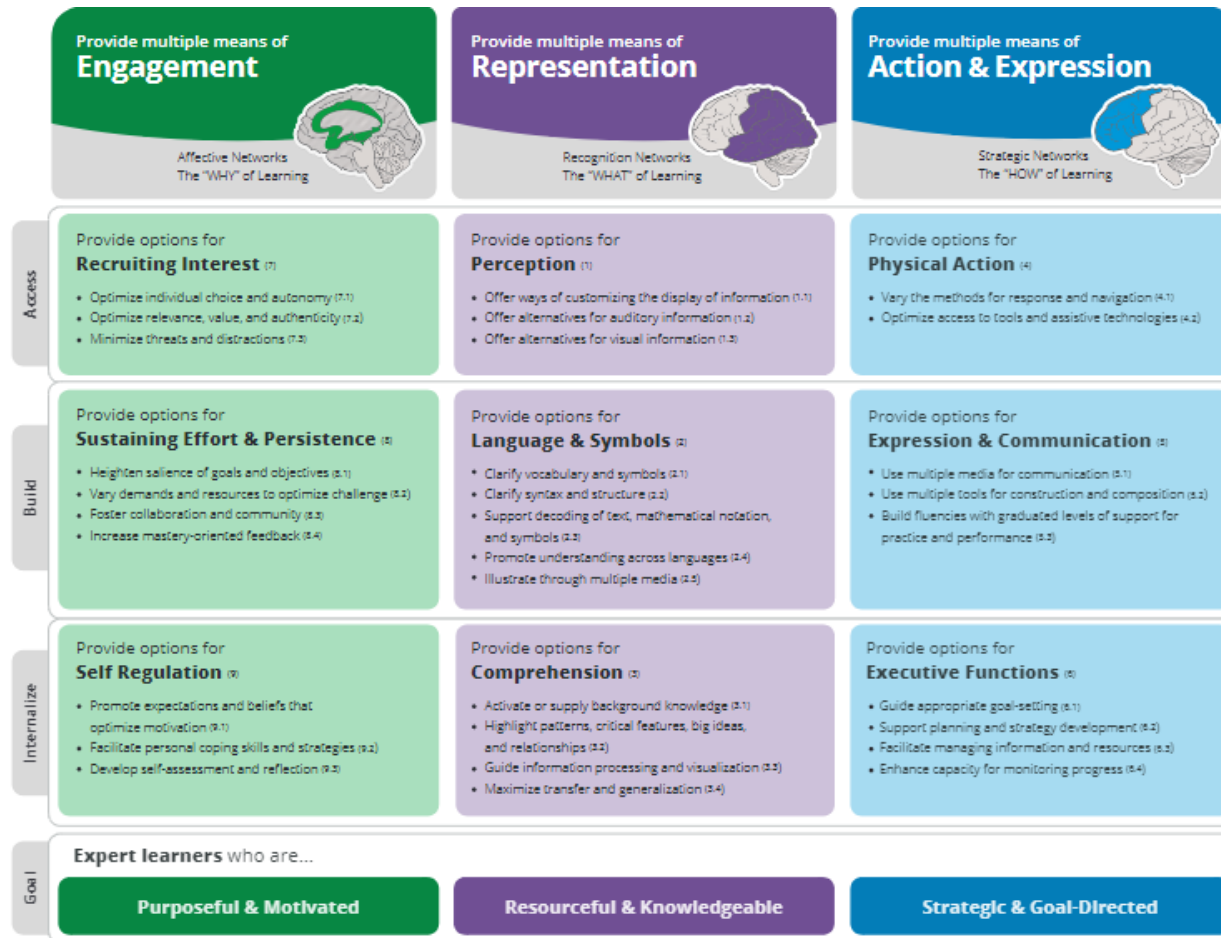 Provide multiple means of
Engagement
Affective Networks
The "WHY" of Learning
Provide multiple means of
Representation
Recognition Networks
The "WHAT" of Learning
Provide multiple means of
Action & Expression
Strategic Networks
The "HOW" of Learning
Access
Provide options for
Recruiting Interest (7)
• Optimize individual choice and autonomy (7.1)
• Optimize relevance, value, and authenticity (7.2)
• Minimize threats and distractions (7.3)
Provide options for
Perception (1)
• Offer ways of customizing the display of information (1.1)
• Offer alternatives for auditory information (1.2)
• Offer alternatives for visual information (1.3)
Provide options for
Physical Action (4)
• Vary the methods for response and navigation (4.1)
• Optimize access to tools and assistive technologies (4.2)
Build
Provide options for
Sustaining Effort & Persistence (8)
• Heighten salience of goals and objectives (8.1)
• Vary demands and resources to optimize challenge (8.2)
• Foster collaboration and community (8.3)
• Increase mastery-oriented feedback (8.4)
Provide options for
Language & Symbols (2)
• Clarify vocabulary and symbols (2.1)
• Clarify syntax and structure (2.2)
• Support decoding of text, mathematical notation,
and symbols (2.3)
• Promote understanding across languages (2.4)
• Illustrate through multiple media (2.5)
Provide options for
Expression & Communication (5)
• Use multiple media for communication (5.1)
• Use multiple tools for construction and composition (5.2)
• Build fluencies with graduated levels of support for
practice and performance (5.3)
Internalize
Provide options for
Self Regulation (9)
• Promote expectations and beliefs that
optimize motivation (9.1)
• Facilitate personal coping skills and strategies (9.2)
• Develop self-assessment and reflection (9.3)
Provide options for
Comprehension (3)
• Activate or supply background knowledge (3.1)
• Highlight patterns, critical features, big ideas,
and relationships (3.2)
• Guide information processing and visualization (3.3)
• Maximize transfer and generalization (3.4)
Provide options for
Executive Functions (6)
• Guide appropriate goal-setting (6.1)
• Support planning and strategy development (6.2)
• Facilitate managing information and resources (6.3)
• Enhance capacity for monitoring progress (6.4)
Goal
Expert learners who are...
Purposeful & Motivated
Resourceful & Knowledgeable
Strategic & Goal-Directed